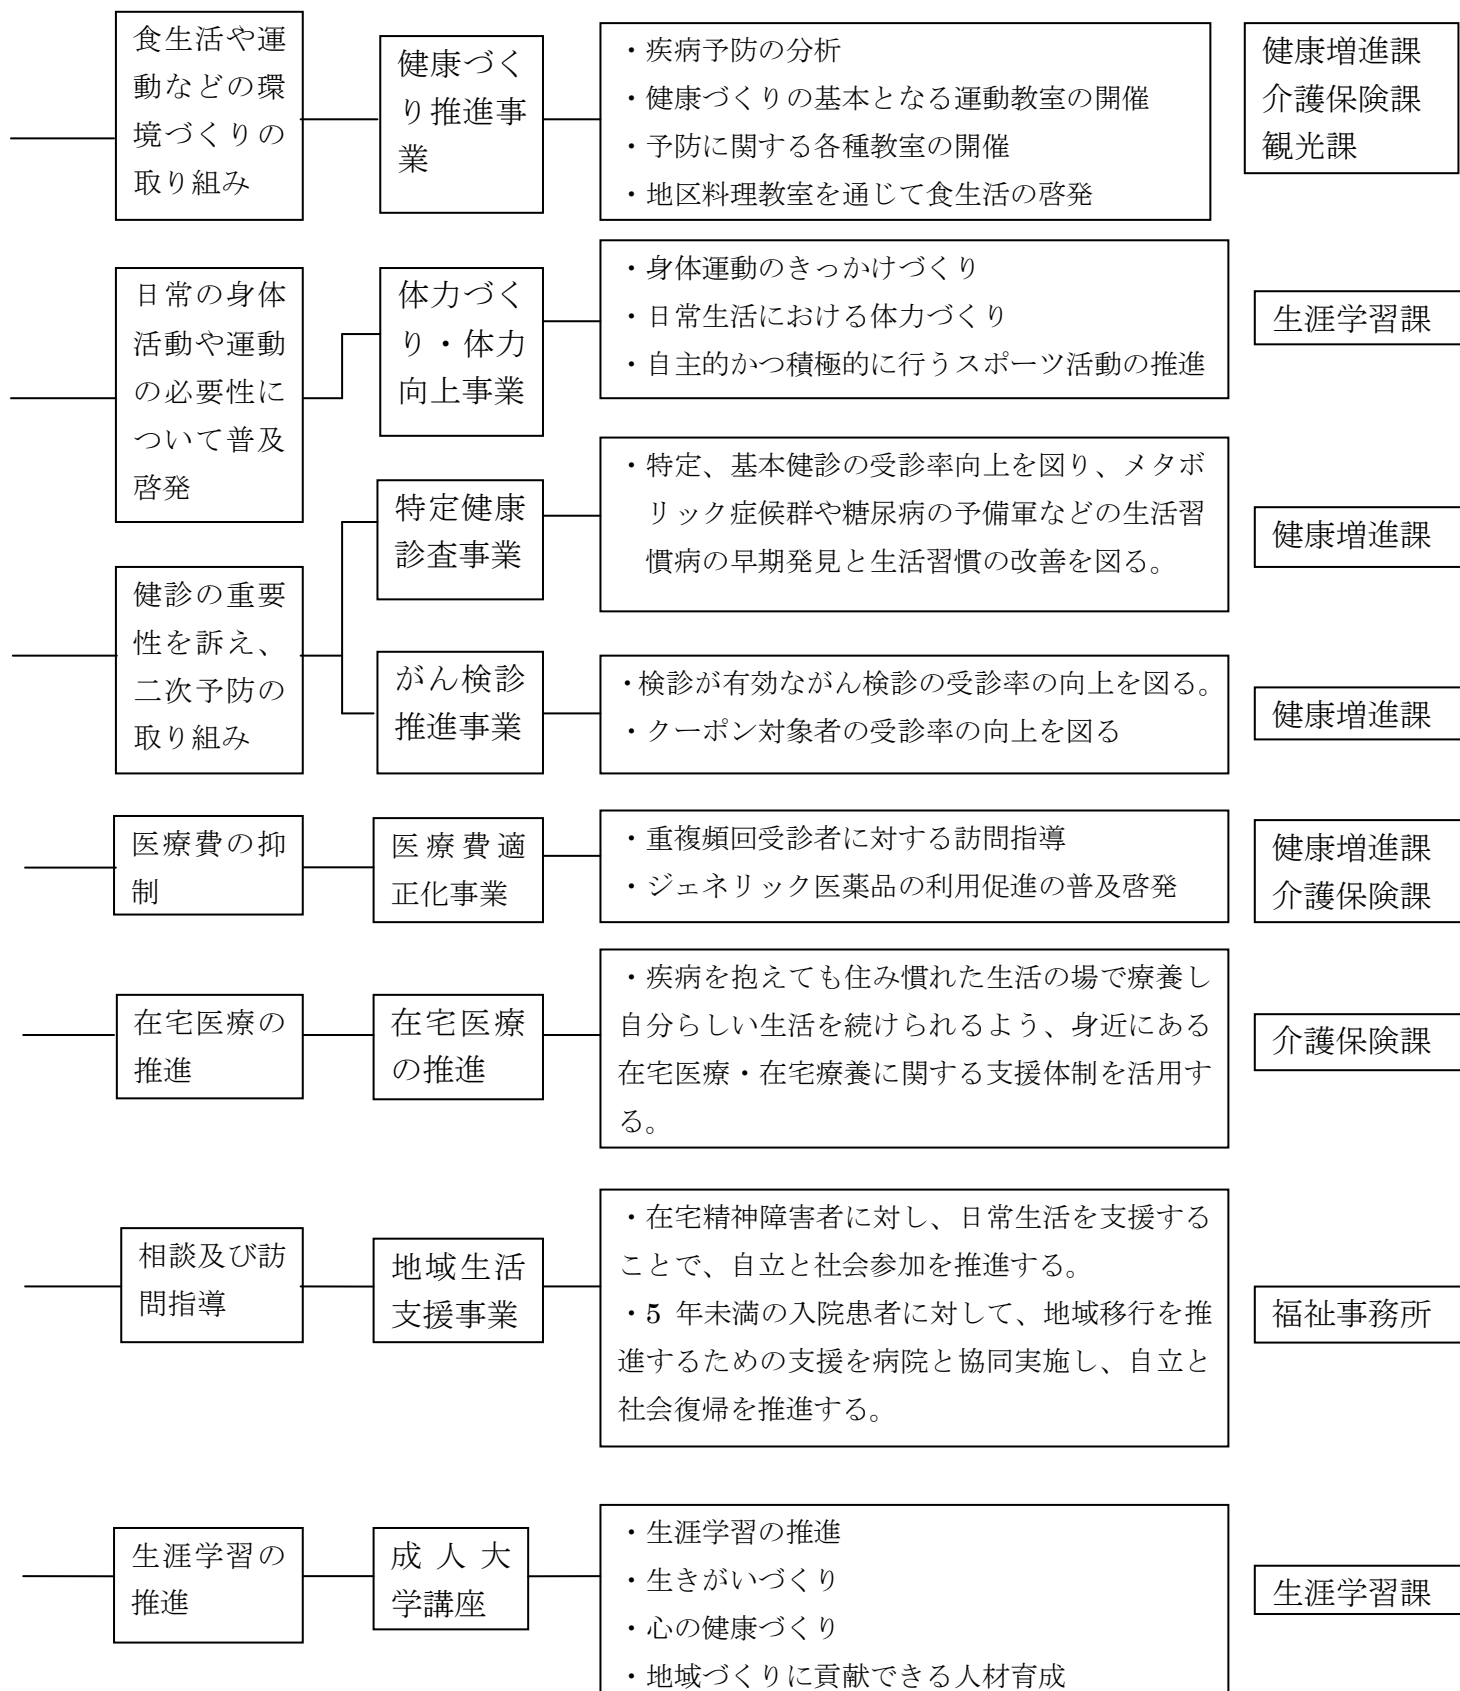 食生活や運
動などの環
境づくりの
取り組み
健康づく
り推進事
業
・疾病予防の分析
・健康づくりの基本となる運動教室の開催
・予防に関する各種教室の開催
・地区料理教室を通じて食生活の啓発
健康増進課
介護保険課
観光課
日常の身体
活動や運動
の必要性に
ついて普及
啓発
体力づく
り・体力
向上事業
・身体運動のきっかけづくり
・日常生活における体力づくり
・自主的かつ積極的に行うスポーツ活動の推進
生涯学習課
健診の重要
性を訴え、
二次予防の
取り組み
特定健康
診査事業
・特定、基本健診の受診率向上を図り、メタボ
リック症候群や糖尿病の予備軍などの生活習
慣病の早期発見と生活習慣の改善を図る。
健康増進課
がん検診
推進事業
・検診が有効ながん検診の受診率の向上を図る。
・クーポン対象者の受診率の向上を図る
健康増進課
医療費の抑
制
医療費適
正化事業
・重複頻回受診者に対する訪問指導
・ジェネリック医薬品の利用促進の普及啓発
健康増進課
介護保険課
在宅医療の
推進
在宅医療
の推進
・疾病を抱えても住み慣れた生活の場で療養し
自分らしい生活を続けられるよう、身近にある
在宅医療・在宅療養に関する支援体制を活用す
る。
介護保険課
相談及び訪
問指導
地域生活
支援事業
・在宅精神障害者に対し、日常生活を支援する
ことで、自立と社会参加を推進する。
・5 年未満の入院患者に対して、地域移行を推
進するための支援を病院と協同実施し、自立と
社会復帰を推進する。
福祉事務所
生涯学習の
推進
成人大
学講座
・生涯学習の推進
・生きがいづくり
・心の健康づくり
・地域づくりに貢献できる人材育成
生涯学習課